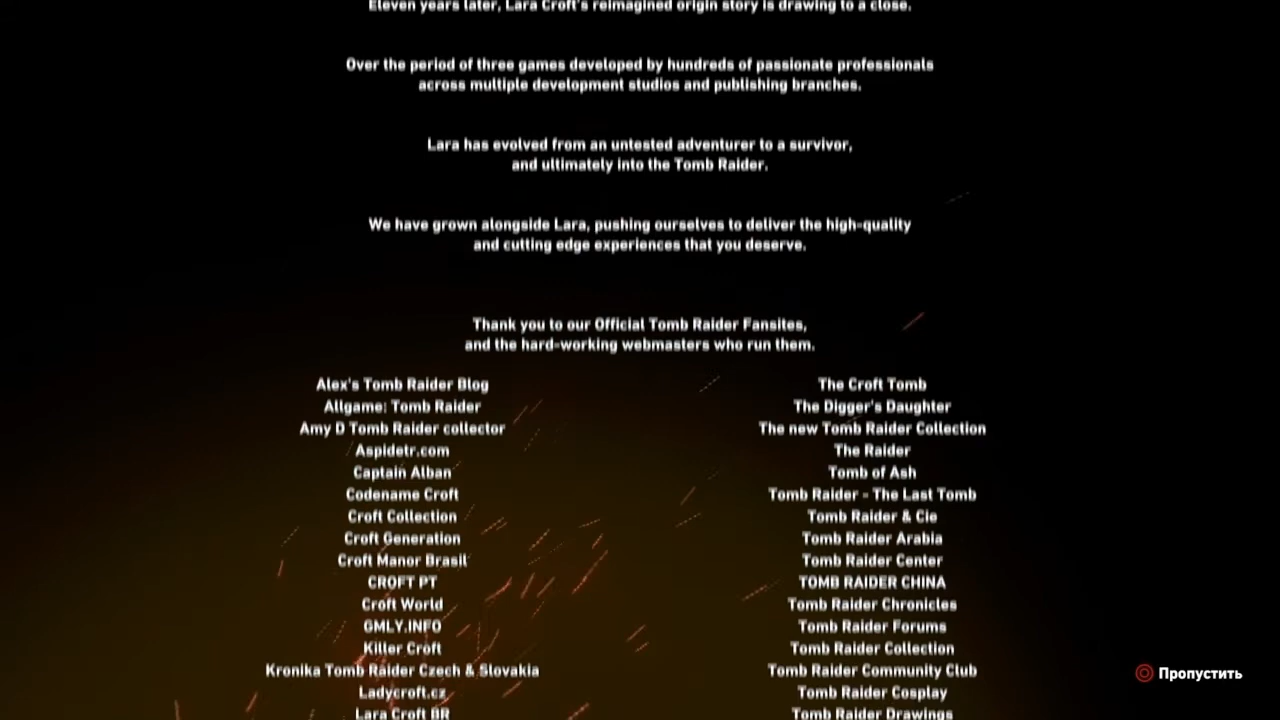 Eleven years later, Lara Croft's reimagined origin story is drawing to a close.
Over the period of three games developed by hundreds of passionate professionals
across multiple development studios and publishing branches.
Lara has evolved from an untested adventurer to a survivor,
and ultimately into the Tomb Raider.
We have grown alongside Lara, pushing ourselves to deliver the high-quality
and cutting edge experiences that you deserve.
Thank you to our Official Tomb Raider Fansites,
and the hard-working webmasters who run them.
Alex's Tomb Raider Blog
Allgame: Tomb Raider
Amy D Tomb Raider collector
Aspidetr.com
Captain Alban
Codename Croft
Croft Collection
Croft Generation
Croft Manor Brasil
CROFT PT
Croft World
GMLY.INFO
Killer Croft
Kronika Tomb Raider Czech & Slovakia
Ladycroft.cz
Lara Croft BR
The Croft Tomb
The Digger's Daughter
The new Tomb Raider Collection
The Raider
Tomb of Ash
Tomb Raider - The Last Tomb
Tomb Raider & Cie
Tomb Raider Arabia
Tomb Raider Center
TOMB RAIDER CHINA
Tomb Raider Chronicles
Tomb Raider Forums
Tomb Raider Collection
Tomb Raider Community Club
Tomb Raider Cosplay
Tomb Raider Drawings
Пропустить